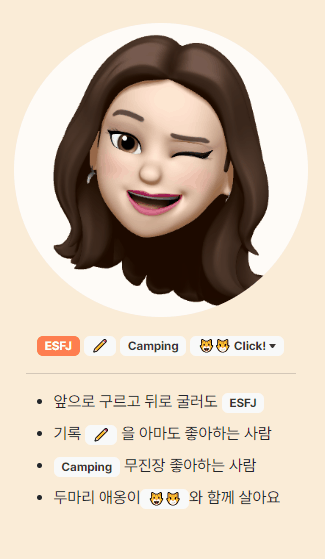 ESFJ Camping Click!
앞으로 구르고 뒤로 굴러도 ESFJ
기록 을 아마도 좋아하는 사람
Camping 무진장 좋아하는 사람
두마리 애옹이 와 함께 살아요